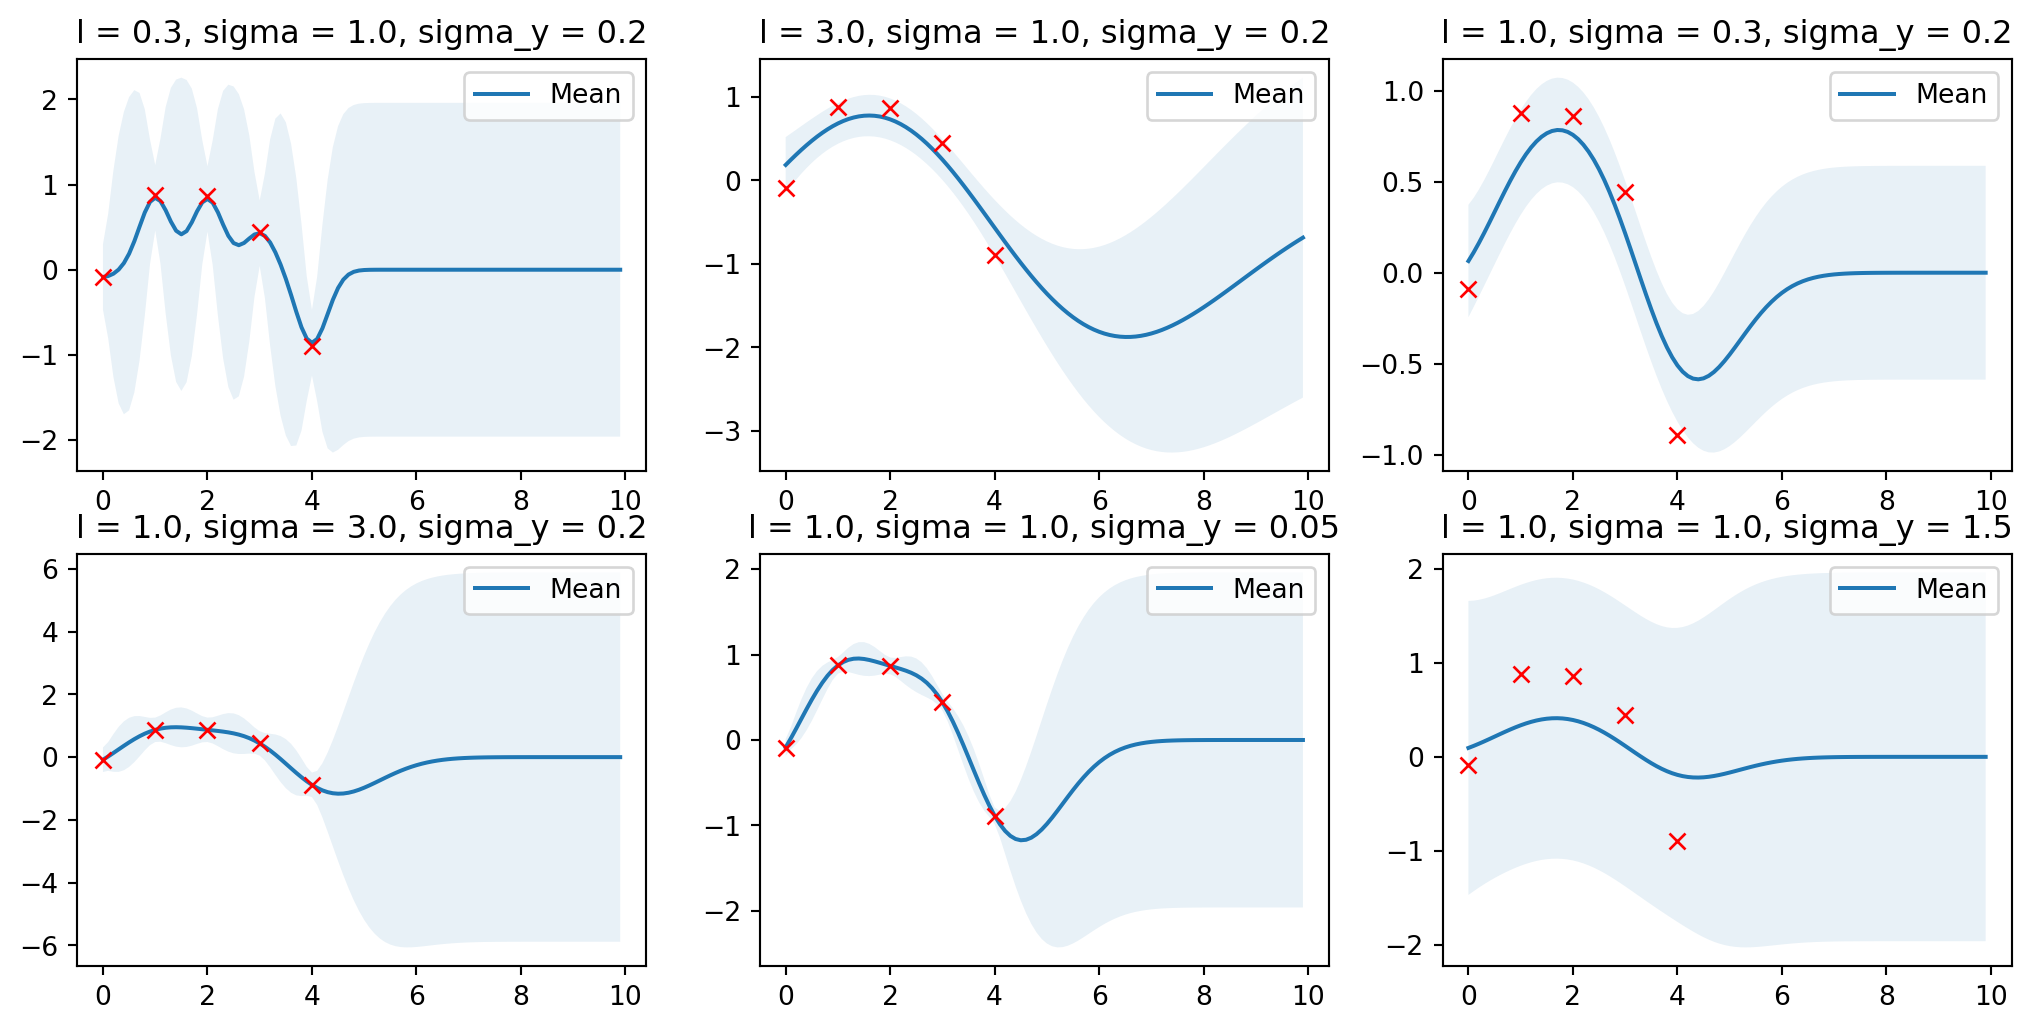 l = 0.3, sigma = 1.0, sigma_y = 0.2
Mean
2
1
0
−1
−2
0 2 4 6 8 10
l = 3.0, sigma = 1.0, sigma_y = 0.2
Mean
1
0
−1
−2
−3
0 2 4 6 8 10
l = 1.0, sigma = 0.3, sigma_y = 0.2
Mean
1.0
0.5
0.0
−0.5
−1.0
0 2 4 6 8 10
l = 1.0, sigma = 3.0, sigma_y = 0.2
Mean
6
4
2
0
−2
−4
−6
0 2 4 6 8 10
l = 1.0, sigma = 1.0, sigma_y = 0.05
Mean
2
1
0
−1
−2
0 2 4 6 8 10
l = 1.0, sigma = 1.0, sigma_y = 1.5
Mean
2
1
0
−1
−2
0 2 4 6 8 10